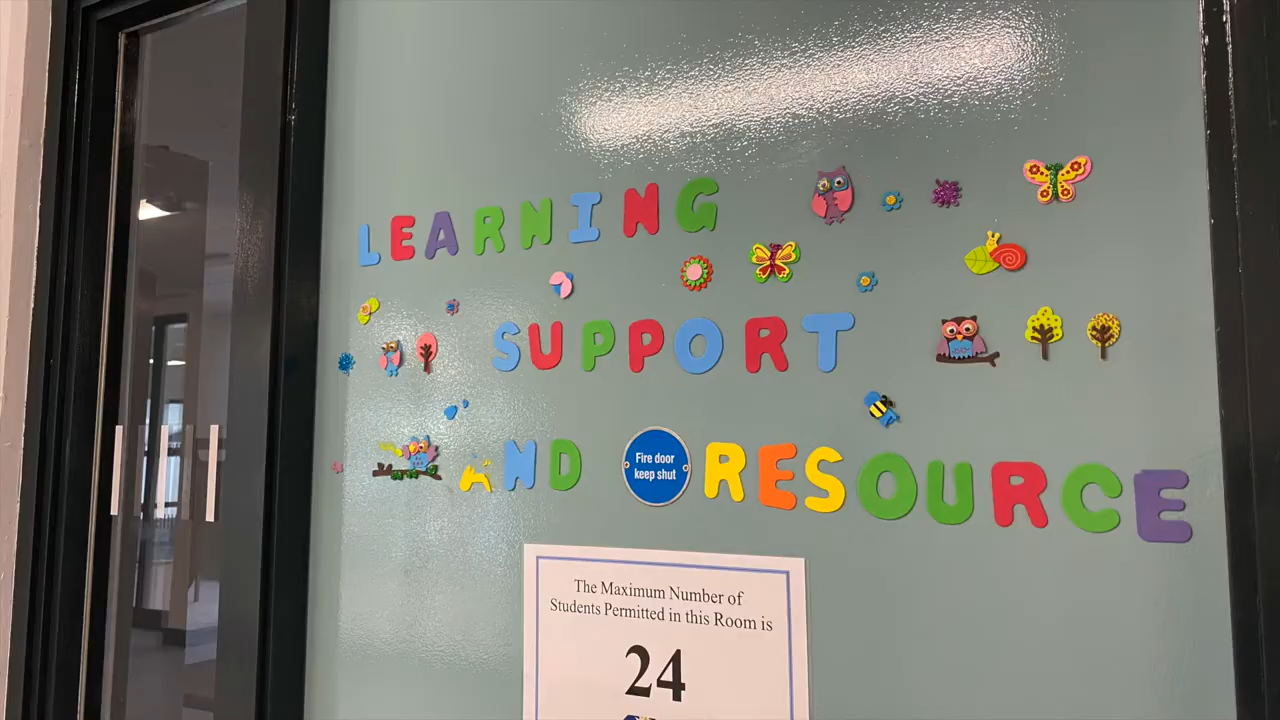 LEARNING
SUPPORT
AND RESOURCE
Fire door
keep shut
The Maximum Number of
Students Permitted in this Room is
24